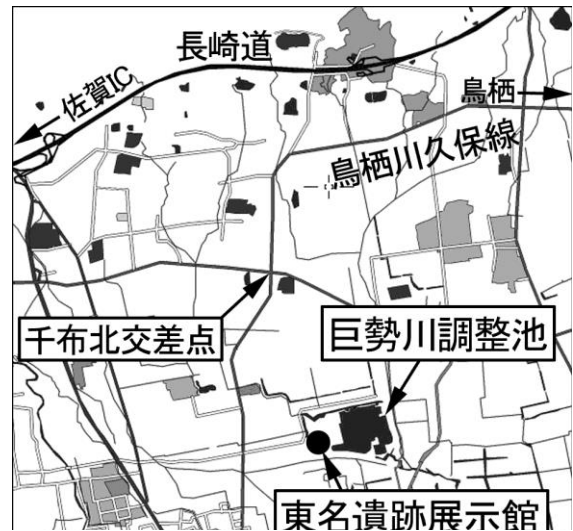 長崎道
佐賀IC
鳥栖
鳥栖川久保線
千布北交差点
巨勢川調整池
東名遺跡展示館